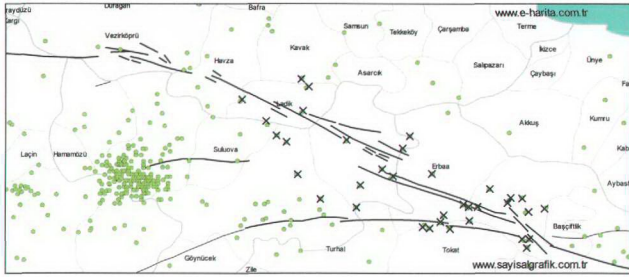 Bafra
www.e-harita.com.tr
Samsun
Tekkeköy
Çarşamba
Terme
Vezirköprü
Kavak
İkizce
Ünye
Havza
Asarcık
Salıpazarı
Çaybaşı
Ladik
Akkuş
Kumru
Laçin
Hamamözü
Suluova
Erbaa
Başçiftlik
Göynücek
Turhal
Tokat
Zile
www.sayisalgrafik.com.tr